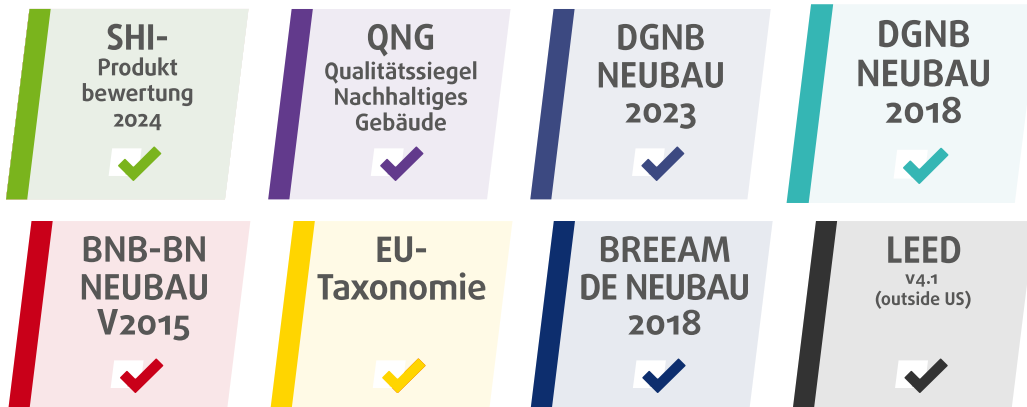 SHI-
Produkt
bewertung
2024
QNG
Qualitätssiegel
Nachhaltiges
Gebäude
DGNB
NEUBAU
2023
DGNB
NEUBAU
2018
BNB-BN
NEUBAU
V2015
EU-
Taxonomie
BREEAM
DE NEUBAU
2018
LEED
v4.1
(outside US)